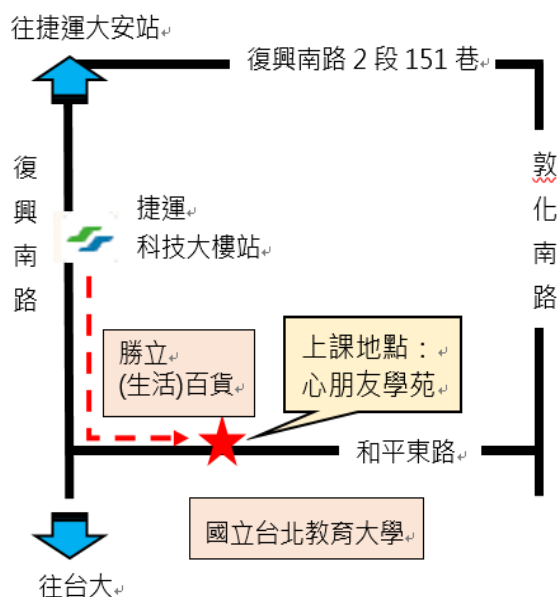 往捷運大安站
復興南路 2 段 151 巷
復興南路
敦化南路
捷運
科技大樓站
勝立
(生活)百貨
上課地點：
心朋友學苑
和平東路
國立台北教育大學
往台大